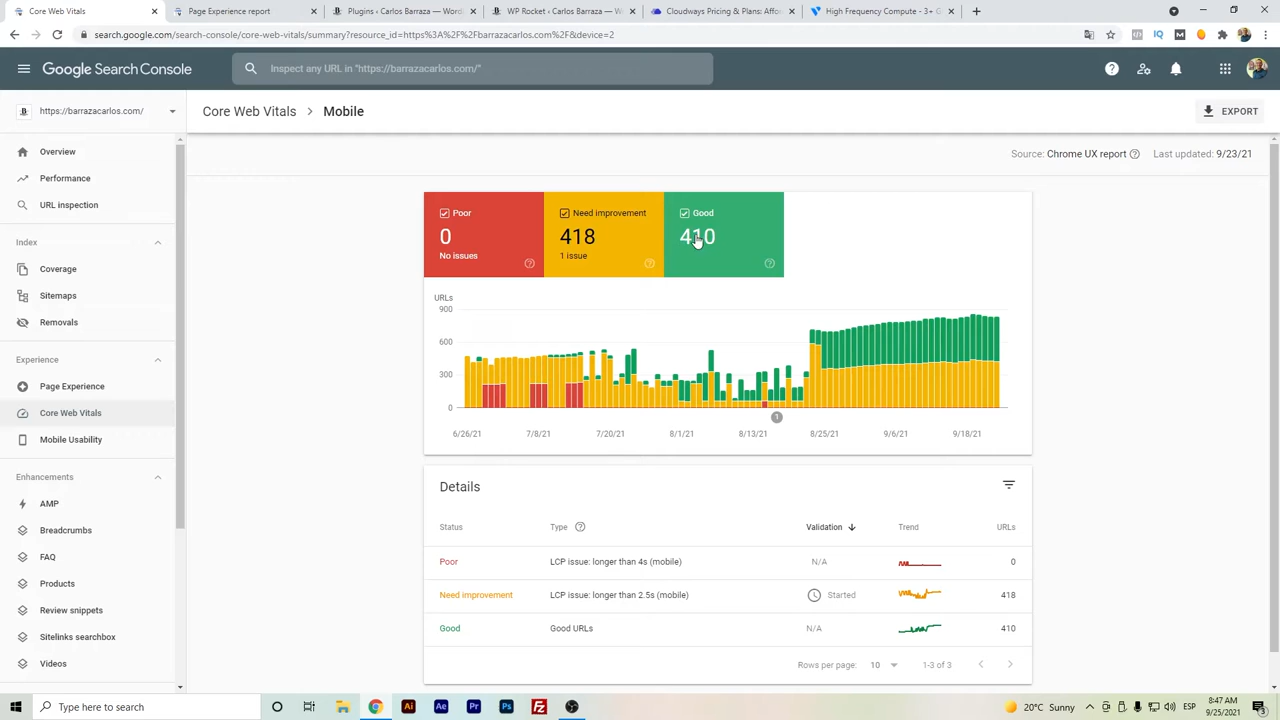 Core Web Vitals
Page Experience report
Plugins ‹ Carlos Barraza — Word
WP Rocket ‹ Carlos Barraza — W
Cloudways Pricing & Plans: Affor
High Frequency Compute - ⚡ G
search.google.com/search-console/core-web-vitals/summary?resource_id=https%3A%2F%2Fbarrazacarlos.com%2F&device=2
Google Search Console
Inspect any URL in "https://barrazacarlos.com/"
https://barrazacarlos.com/
Core Web Vitals
Mobile
EXPORT
Source: Chrome UX report
Last updated: 9/23/21
Overview
Performance
URL inspection
Index
Coverage
Sitemaps
Removals
Experience
Page Experience
Core Web Vitals
Mobile Usability
Enhancements
AMP
Breadcrumbs
FAQ
Products
Review snippets
Sitelinks searchbox
Videos
Poor
0
No issues
Need improvement
418
1 issue
Good
410
URLs
900
600
300
0
1
6/26/21 7/8/21 7/20/21 8/1/21 8/13/21 8/25/21 9/6/21 9/18/21
Details
Status Type Validation Trend URLs
Poor LCP issue: longer than 4s (mobile) N/A 0
Need improvement LCP issue: longer than 2.5s (mobile) Started 418
Good Good URLs N/A 410
Rows per page: 10 1-3 of 3
Type here to search
20°C Sunny
ESP
8:47 AM
9/25/2021